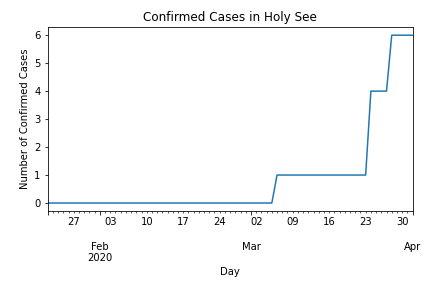 Confirmed Cases in Holy See
Number of Confirmed Cases
6
5
4
3
2
1
0
27 03 10 17 24 02 09 16 23 30
Feb Mar Apr
2020
Day